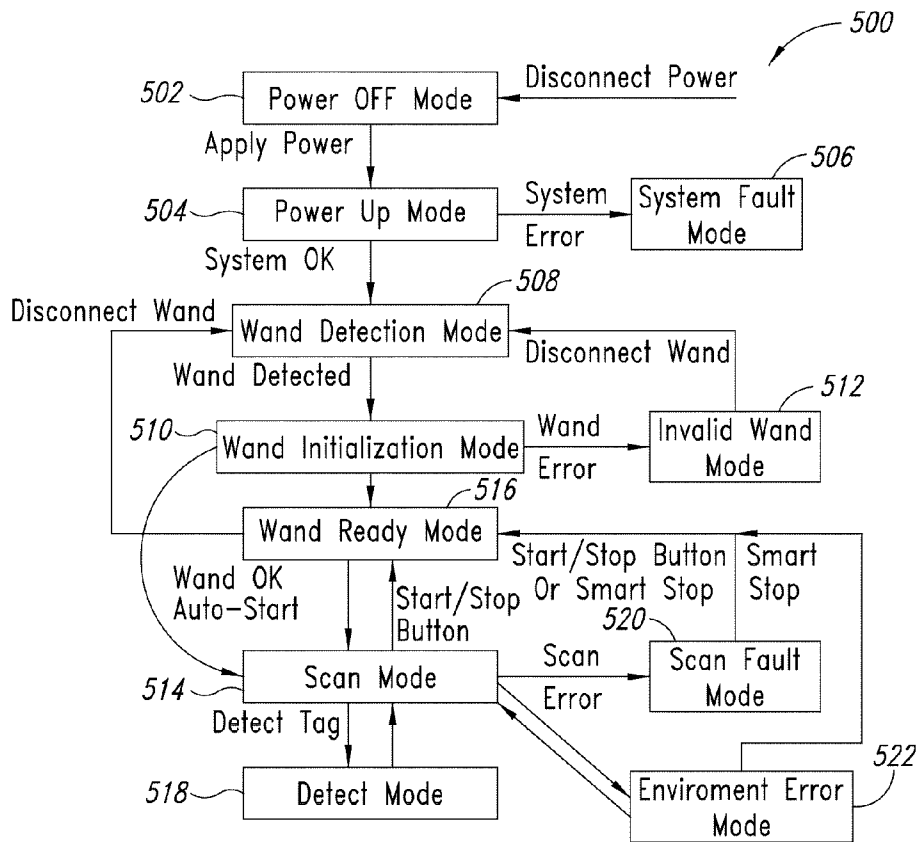 500
Disconnect Power
502
Power OFF Mode
Apply Power
506
504
Power Up Mode
System
Error
System Fault
Mode
System OK
508
Disconnect Wand
Wand Detection Mode
Disconnect Wand
Wand Detected
512
510
Wand Initialization Mode
Wand
Error
Invalid Wand
Mode
516
Wand Ready Mode
Wand OK
Auto-Start
Start/Stop
Button
Start/Stop Button
Or Smart Stop
Smart
Stop
520
Scan
Error
Scan Fault
Mode
514
Scan Mode
Detect Tag
518
Detect Mode
Enviroment Error
Mode
522